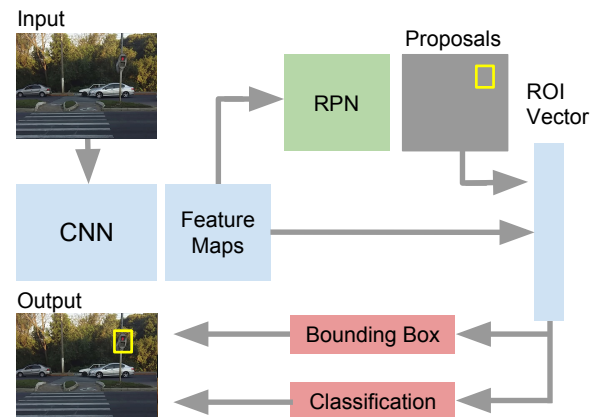 Input
Proposals
RPN
ROI
Vector
CNN
Feature
Maps
Output
Bounding Box
Classification